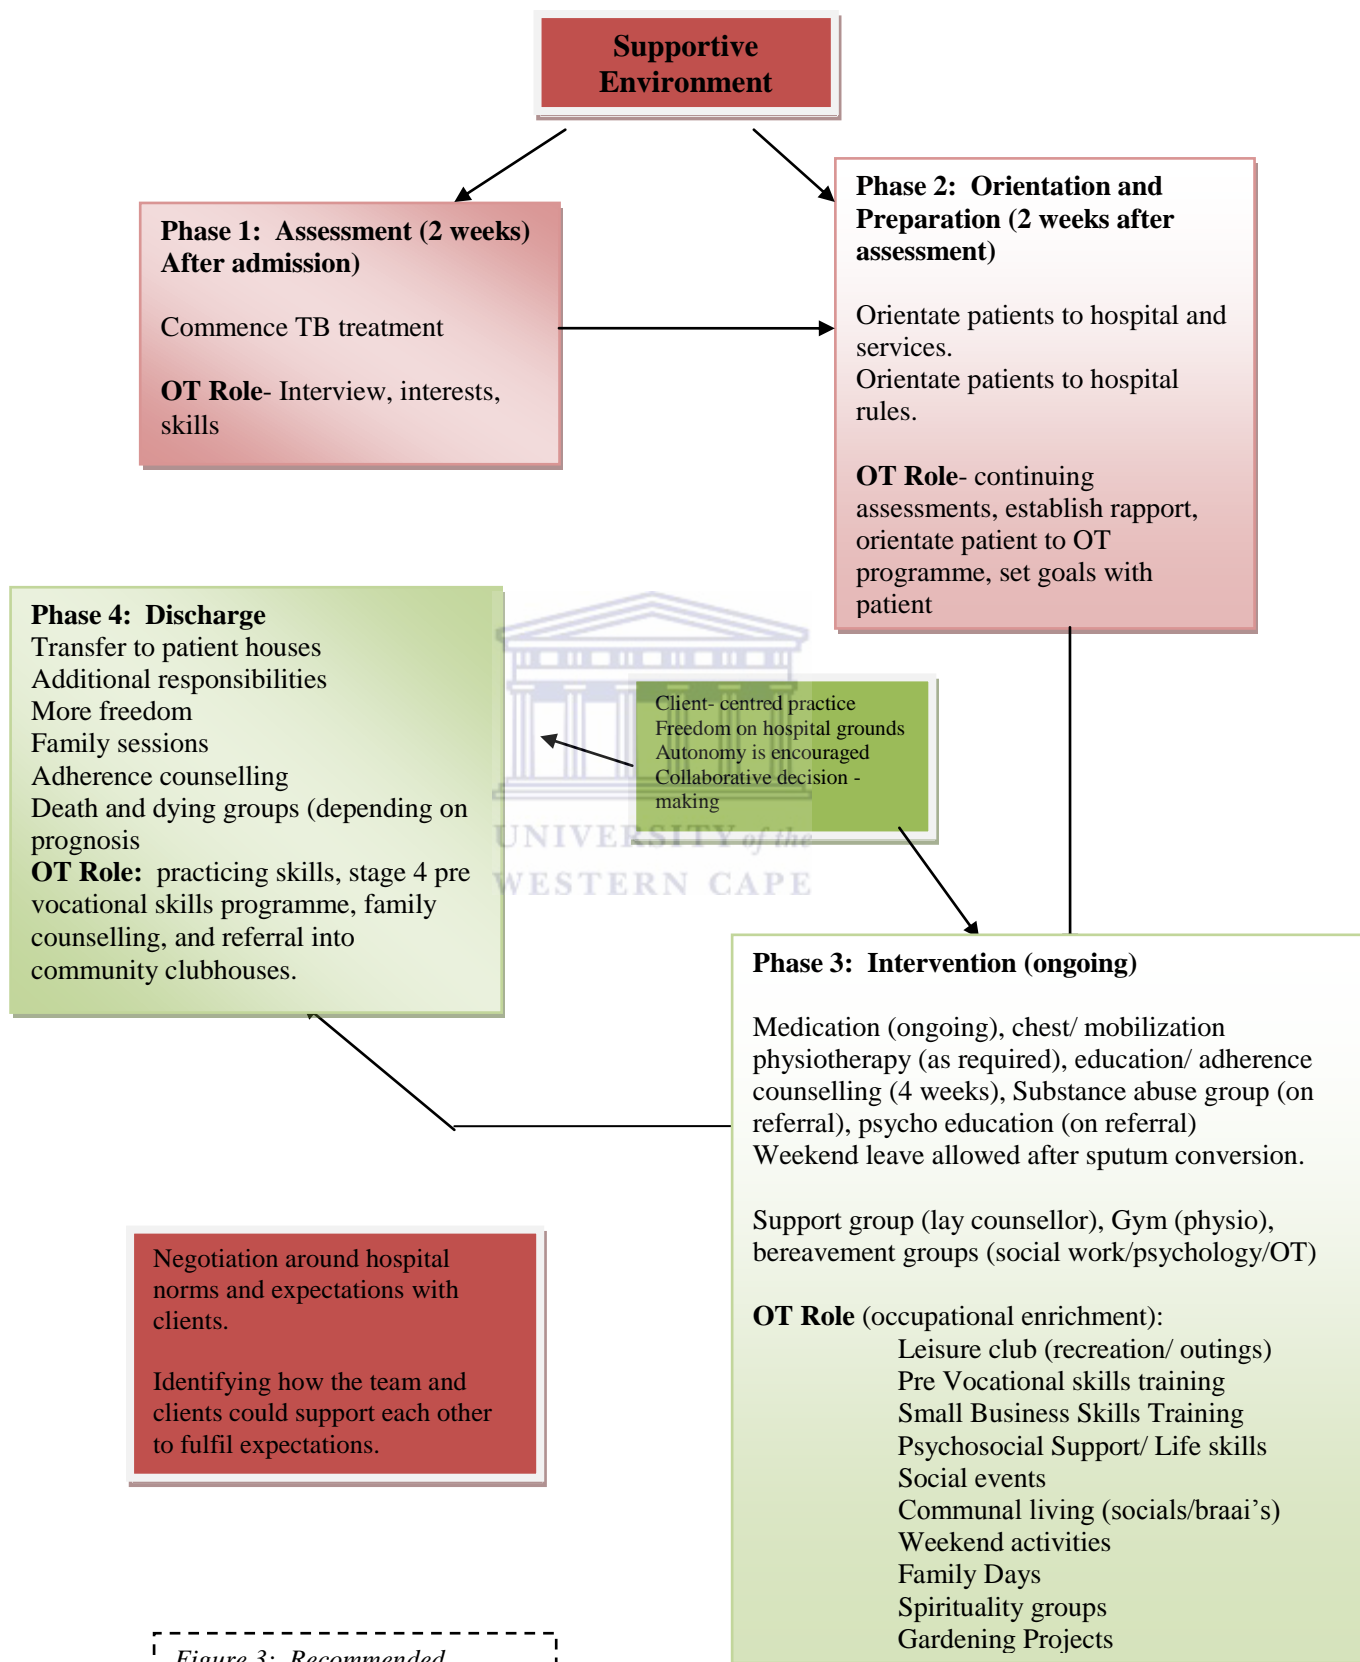 Supportive
Environment
Phase 1:  Assessment (2 weeks)
After admission)
Commence TB treatment
OT Role- Interview, interests,
skills
Phase 2:  Orientation and
Preparation (2 weeks after
assessment)
Orientate patients to hospital and
services.
Orientate patients to hospital
rules.
OT Role- continuing
assessments, establish rapport,
orientate patient to OT
programme, set goals with
patient
Phase 4:  Discharge
Transfer to patient houses
Additional responsibilities
More freedom
Family sessions
Adherence counselling
Death and dying groups (depending on
prognosis
OT Role:  practicing skills, stage 4 pre
vocational skills programme, family
counselling, and referral into
community clubhouses.
Client- centred practice
Freedom on hospital grounds
Autonomy is encouraged
Collaborative decision -
making
UNIVERSITY of the
WESTERN CAPE
Phase 3:  Intervention (ongoing)
Medication (ongoing), chest/ mobilization
physiotherapy (as required), education/ adherence
counselling (4 weeks), Substance abuse group (on
referral), psycho education (on referral)
Weekend leave allowed after sputum conversion.
Support group (lay counsellor), Gym (physio),
bereavement groups (social work/psychology/OT)
OT Role (occupational enrichment):
Leisure club (recreation/ outings)
Pre Vocational skills training
Small Business Skills Training
Psychosocial Support/ Life skills
Social events
Communal living (socials/braai’s)
Weekend activities
Family Days
Spirituality groups
Gardening Projects
Negotiation around hospital
norms and expectations with
clients.
Identifying how the team and
clients could support each other
to fulfil expectations.
Figure 3:  Recommended